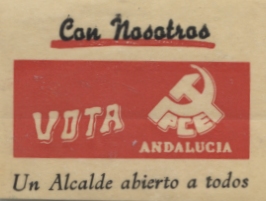 Con Nosotros
VOTA
PCE
ANDALUCIA
Un Alcalde abierto a todos